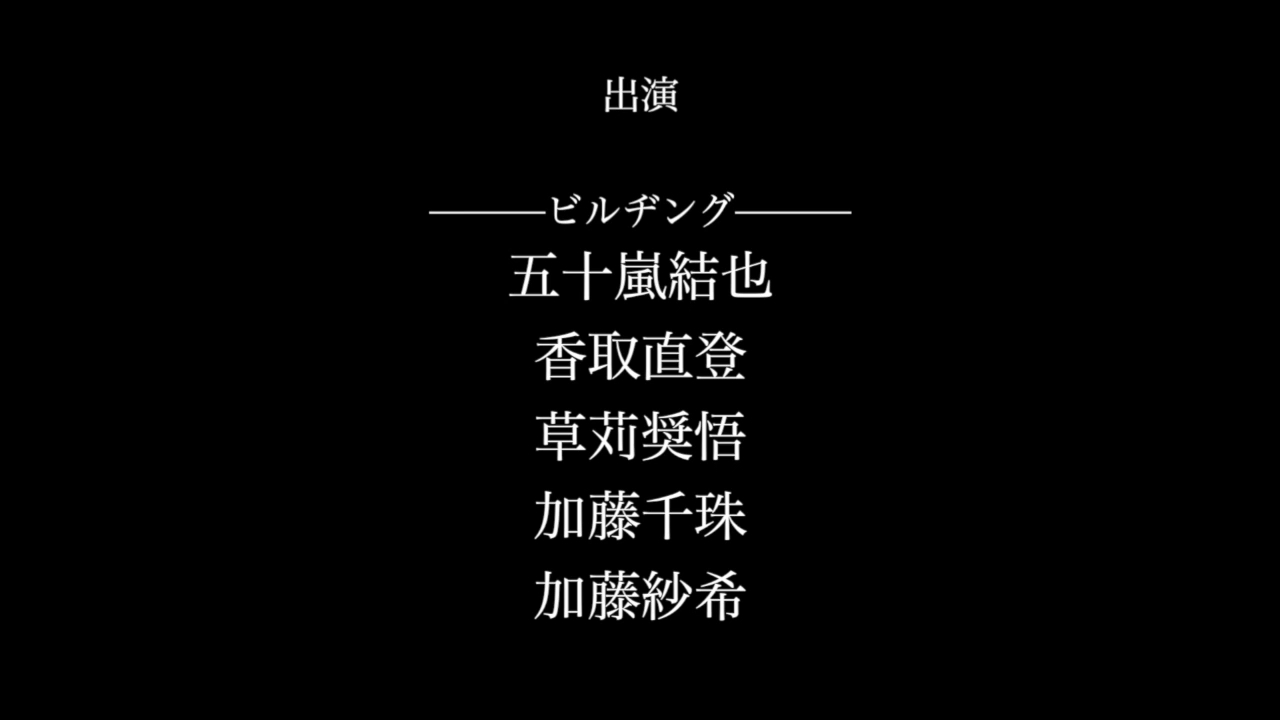 出演
―――ビルヂング―――
五十嵐結也
香取直登
草苅奨悟
加藤千珠
加藤紗希